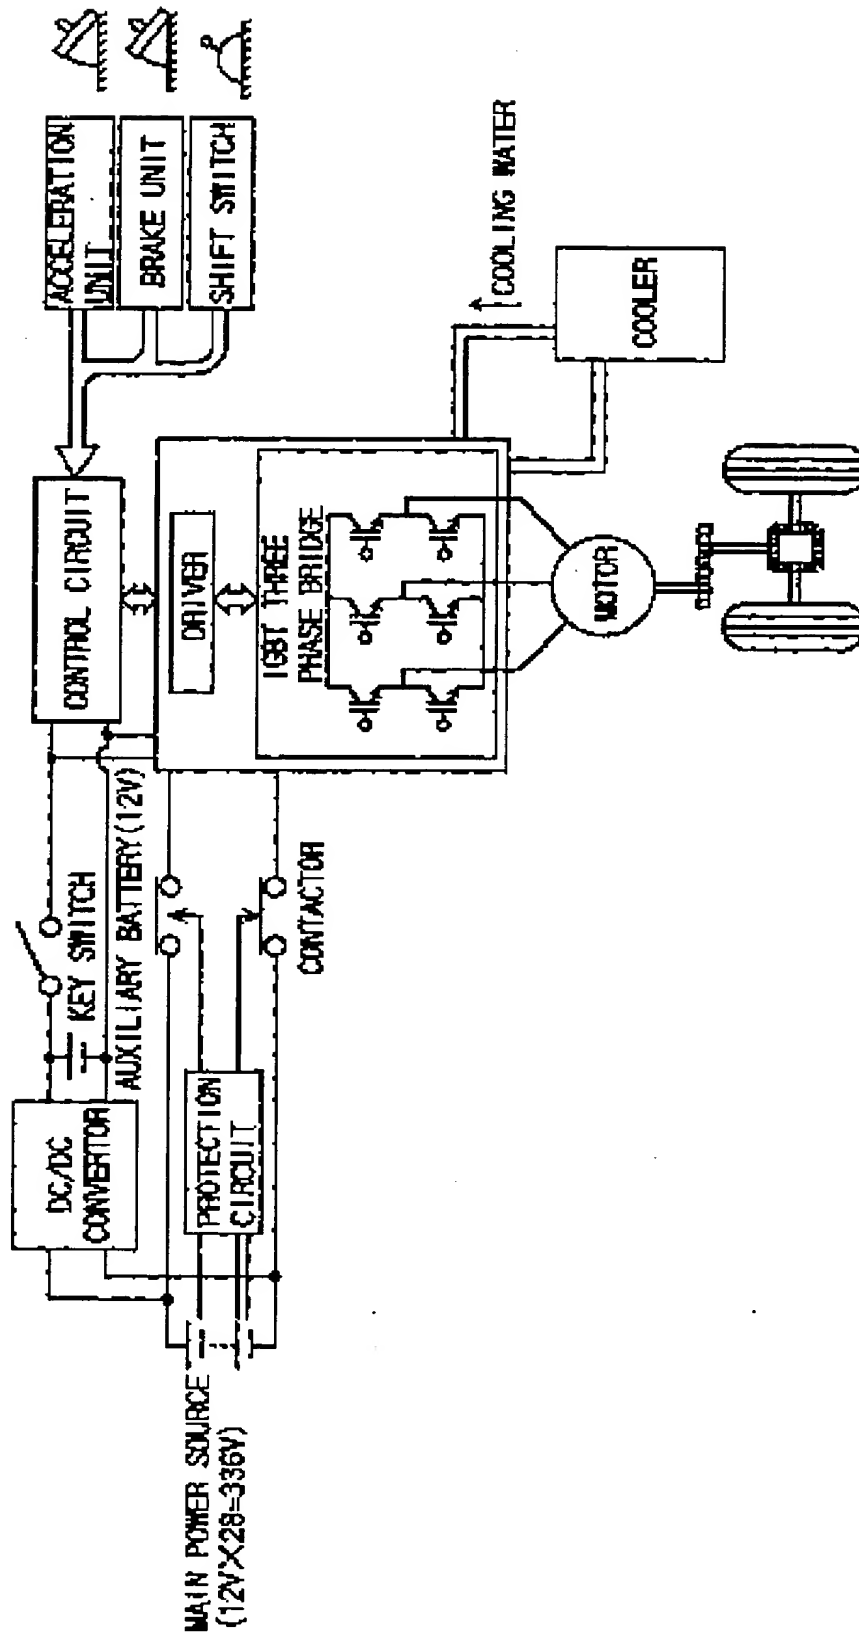 ACCELERATION
UNIT
BRAKE UNIT
SHIFT SWITCH
CONTROL CIRCUIT
KEY SWITCH
AUXILIARY BATTERY(12V)
DC/DC
CONVERTOR
PROTECTION
CIRCUIT
CONTACTOR
MAIN POWER SOURCE
(12V×28=336V)
DRIVER
IGBT THREE
PHASE BRIDGE
MOTOR
COOLING WATER
COOLER